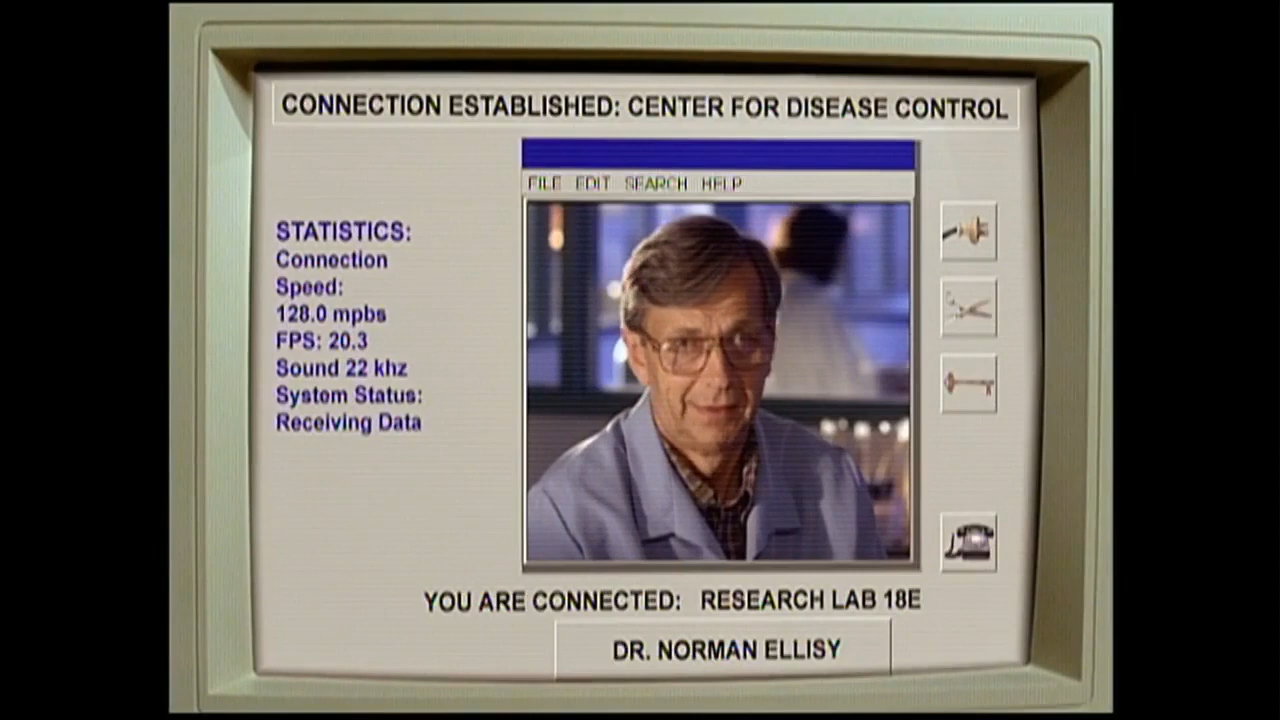 CONNECTION ESTABLISHED: CENTER FOR DISEASE CONTROL
FILE EDIT SEARCH HELP
STATISTICS:
Connection
Speed:
128.0 mpbs
FPS: 20.3
Sound 22 khz
System Status:
Receiving Data
YOU ARE CONNECTED: RESEARCH LAB 18E
DR. NORMAN ELLISY